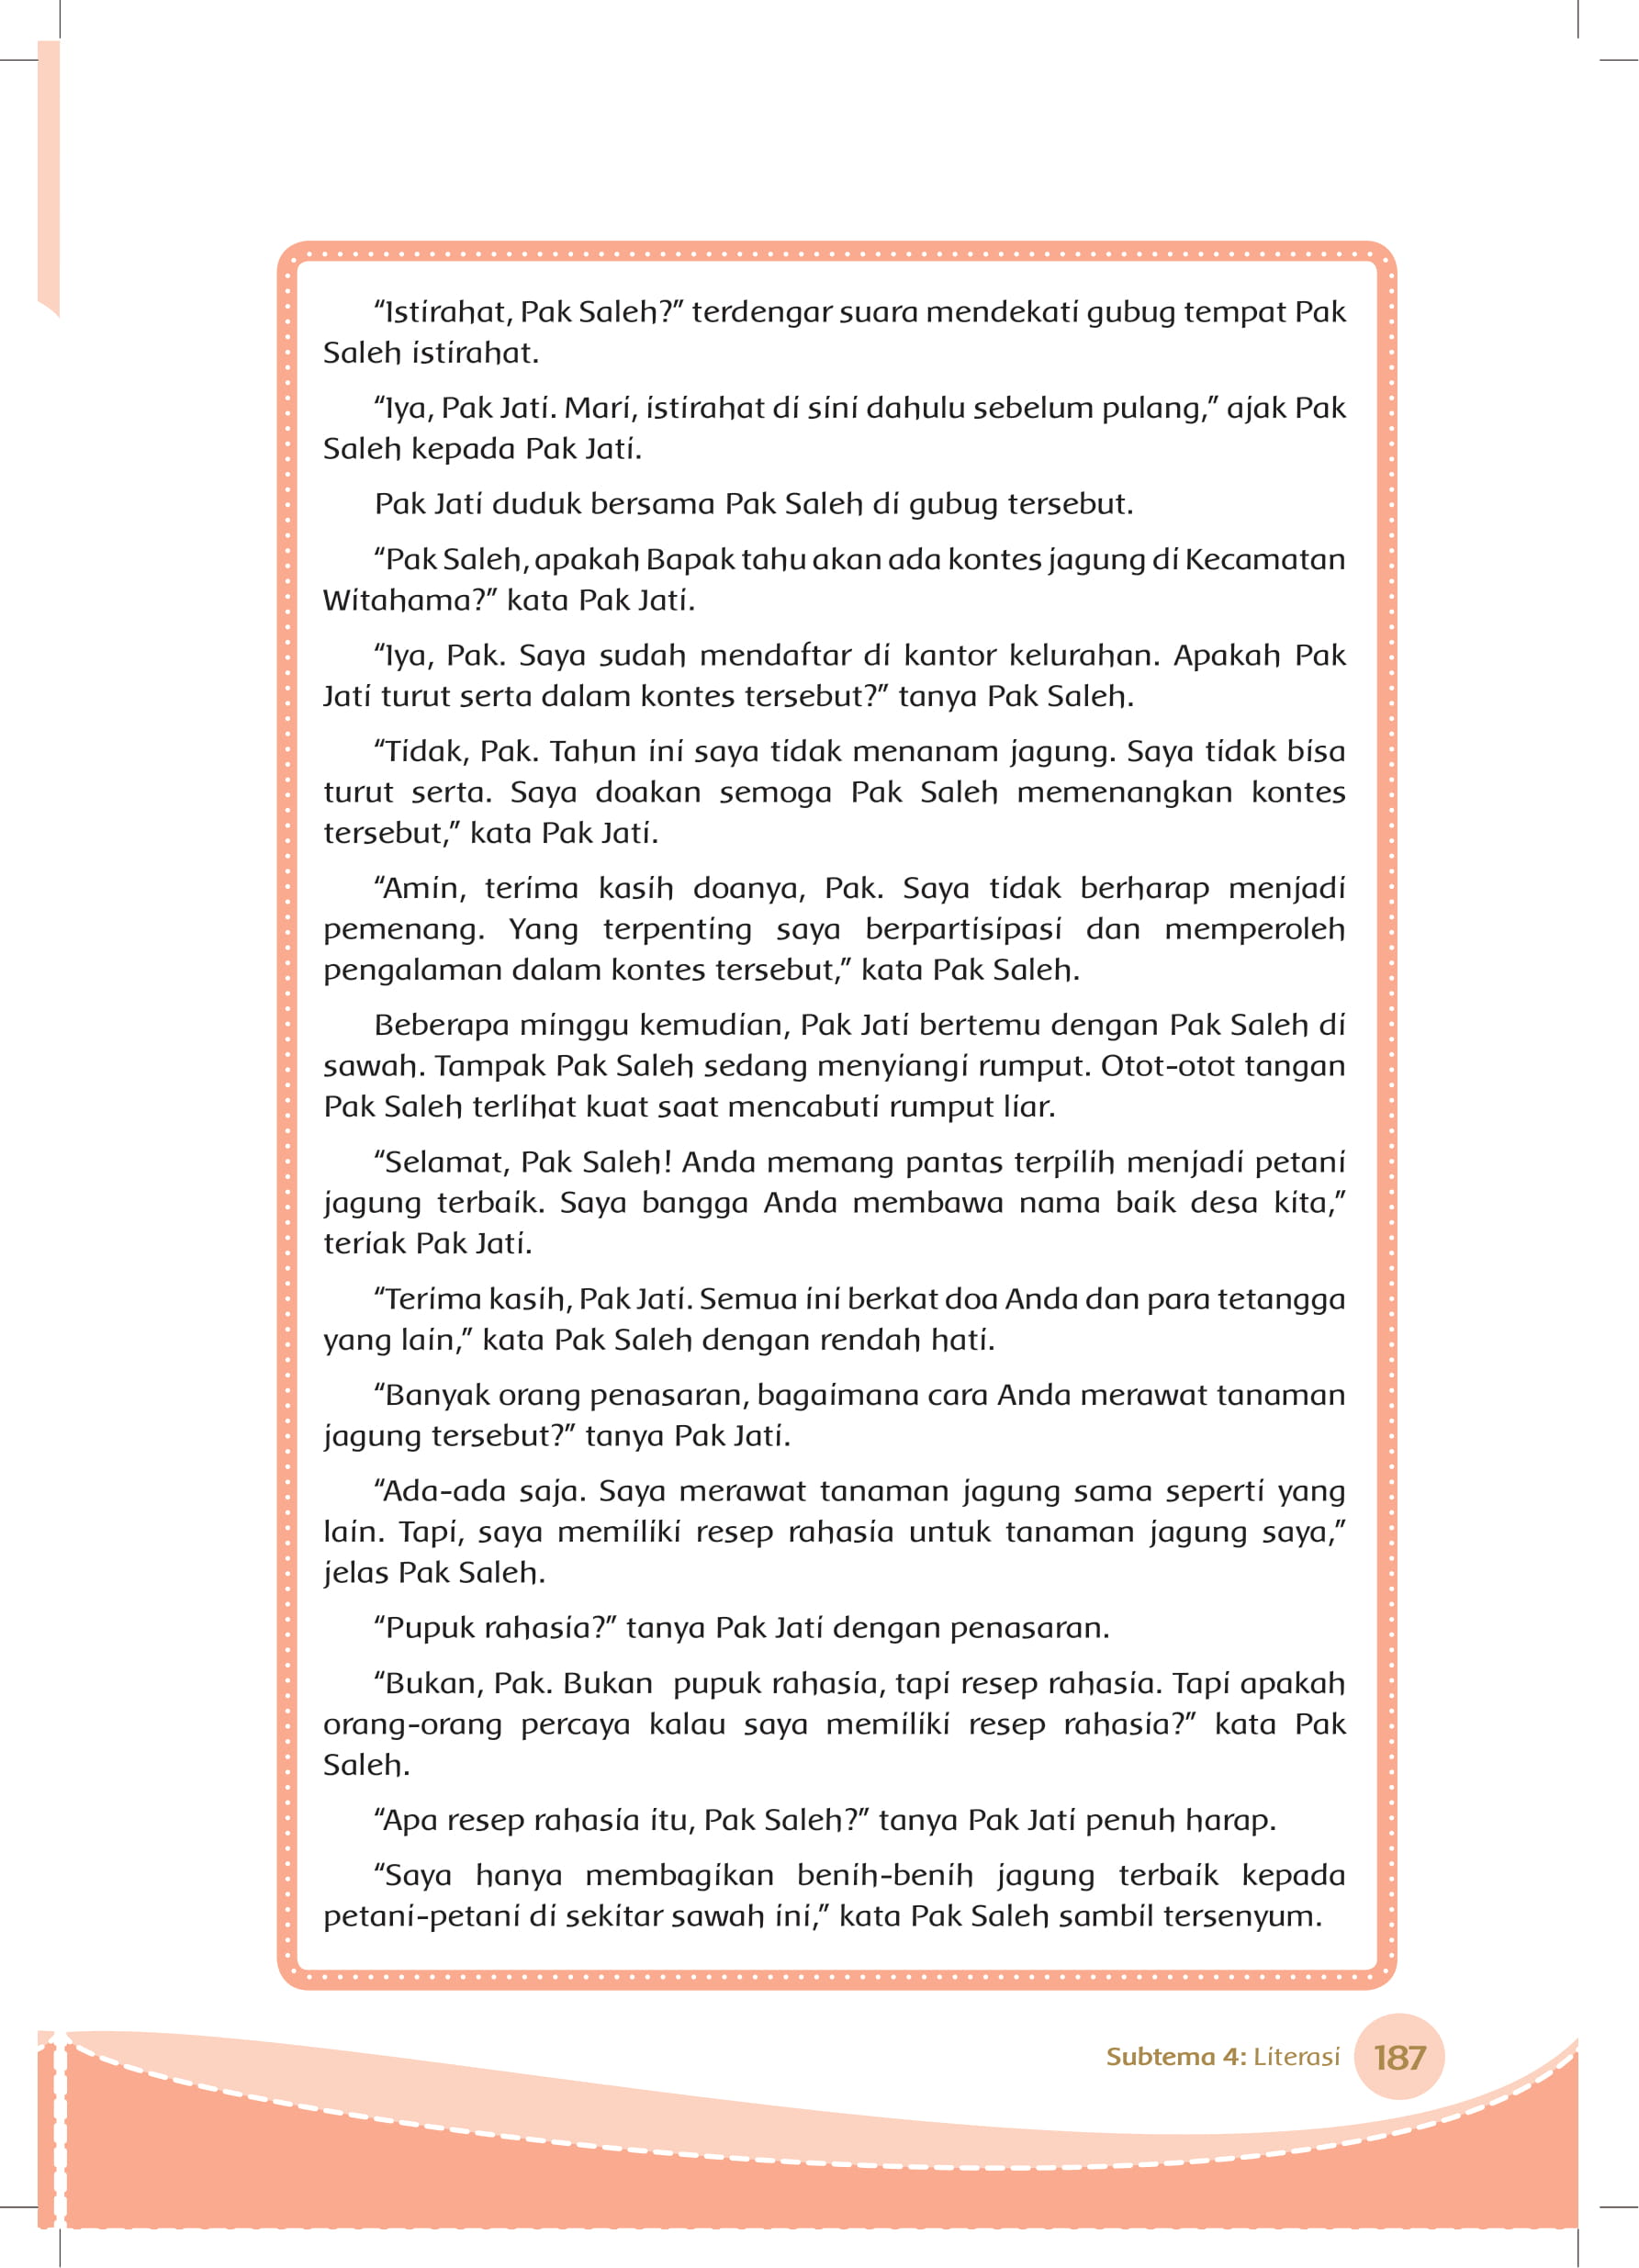 “Istirahat, Pak Saleh?” terdengar suara mendekati gubug tempat Pak
Saleh istirahat.
“Iya, Pak Jati. Mari, istirahat di sini dahulu sebelum pulang,” ajak Pak
Saleh kepada Pak Jati.
Pak Jati duduk bersama Pak Saleh di gubug tersebut.
“Pak Saleh, apakah Bapak tahu akan ada kontes jagung di Kecamatan
Witahama?” kata Pak Jati.
“Iya, Pak. Saya sudah mendaftar di kantor kelurahan. Apakah Pak
Jati turut serta dalam kontes tersebut?” tanya Pak Saleh.
“Tidak, Pak. Tahun ini saya tidak menanam jagung. Saya tidak bisa
turut serta. Saya doakan semoga Pak Saleh memenangkan kontes
tersebut,” kata Pak Jati.
“Amin, terima kasih doanya, Pak. Saya tidak berharap menjadi
pemenang. Yang terpenting saya berpartisipasi dan memperoleh
pengalaman dalam kontes tersebut,” kata Pak Saleh.
Beberapa minggu kemudian, Pak Jati bertemu dengan Pak Saleh di
sawah. Tampak Pak Saleh sedang menyiangi rumput. Otot-otot tangan
Pak Saleh terlihat kuat saat mencabuti rumput liar.
“Selamat, Pak Saleh! Anda memang pantas terpilih menjadi petani
jagung terbaik. Saya bangga Anda membawa nama baik desa kita,”
teriak Pak Jati.
“Terima kasih, Pak Jati. Semua ini berkat doa Anda dan para tetangga
yang lain,” kata Pak Saleh dengan rendah hati.
“Banyak orang penasaran, bagaimana cara Anda merawat tanaman
jagung tersebut?” tanya Pak Jati.
“Ada-ada saja. Saya merawat tanaman jagung sama seperti yang
lain. Tapi, saya memiliki resep rahasia untuk tanaman jagung saya,”
jelas Pak Saleh.
“Pupuk rahasia?” tanya Pak Jati dengan penasaran.
“Bukan, Pak. Bukan  pupuk rahasia, tapi resep rahasia. Tapi apakah
orang-orang percaya kalau saya memiliki resep rahasia?” kata Pak
Saleh.
“Apa resep rahasia itu, Pak Saleh?” tanya Pak Jati penuh harap.
“Saya hanya membagikan benih-benih jagung terbaik kepada
petani-petani di sekitar sawah ini,” kata Pak Saleh sambil tersenyum.
Subtema 4: Literasi 187